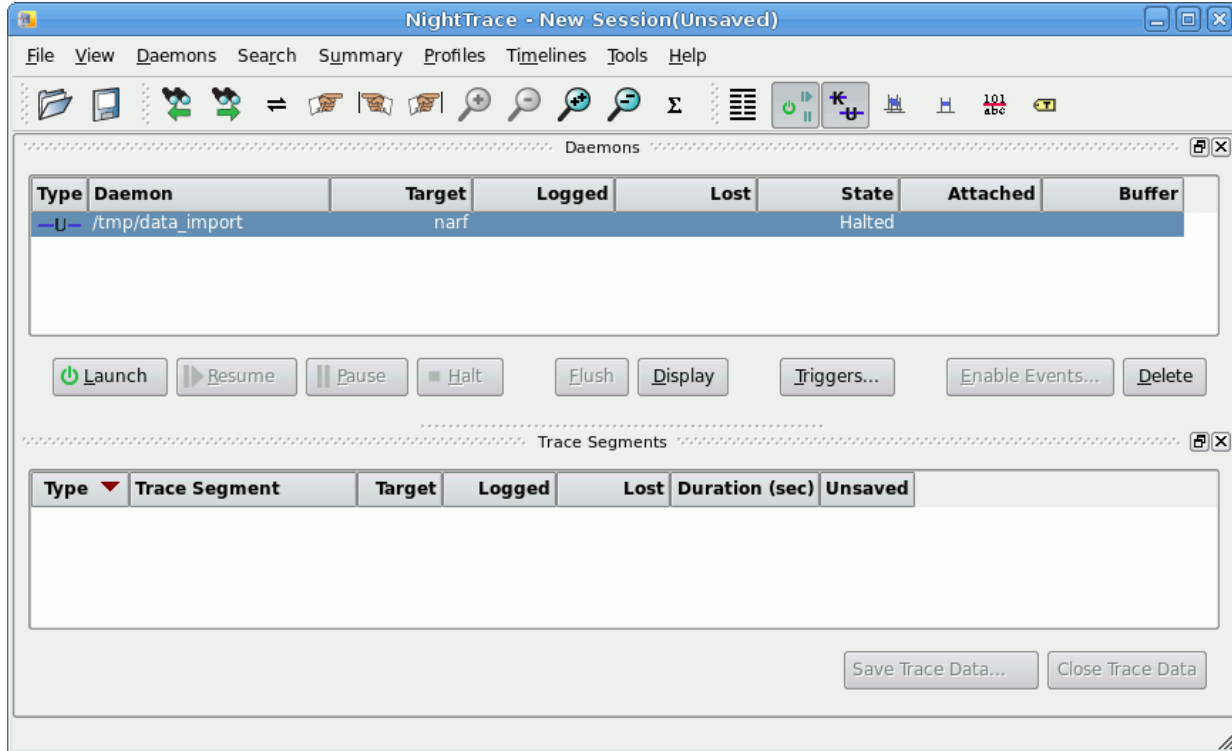 NightTrace - New Session(Unsaved)
File View Daemons Search Summary Profiles Timelines Tools Help
Σ K U 101 abc T
Daemons
Type Daemon Target Logged Lost State Attached Buffer
U /tmp/data_import narf Halted
Launch Resume Pause Halt Flush Display Triggers... Enable Events... Delete
Trace Segments
Type Trace Segment Target Logged Lost Duration (sec) Unsaved
Save Trace Data... Close Trace Data